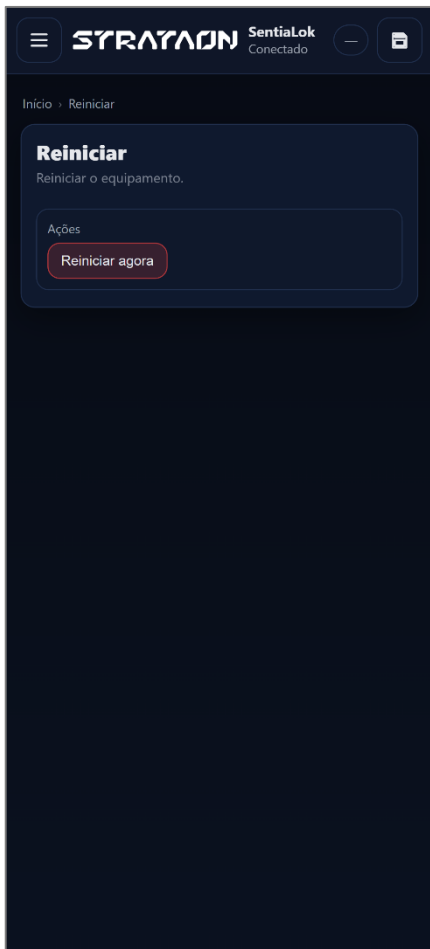 STRATAON
SentiaLok
Conectado
—
Início › Reiniciar
Reiniciar
Reiniciar o equipamento.
Ações
Reiniciar agora